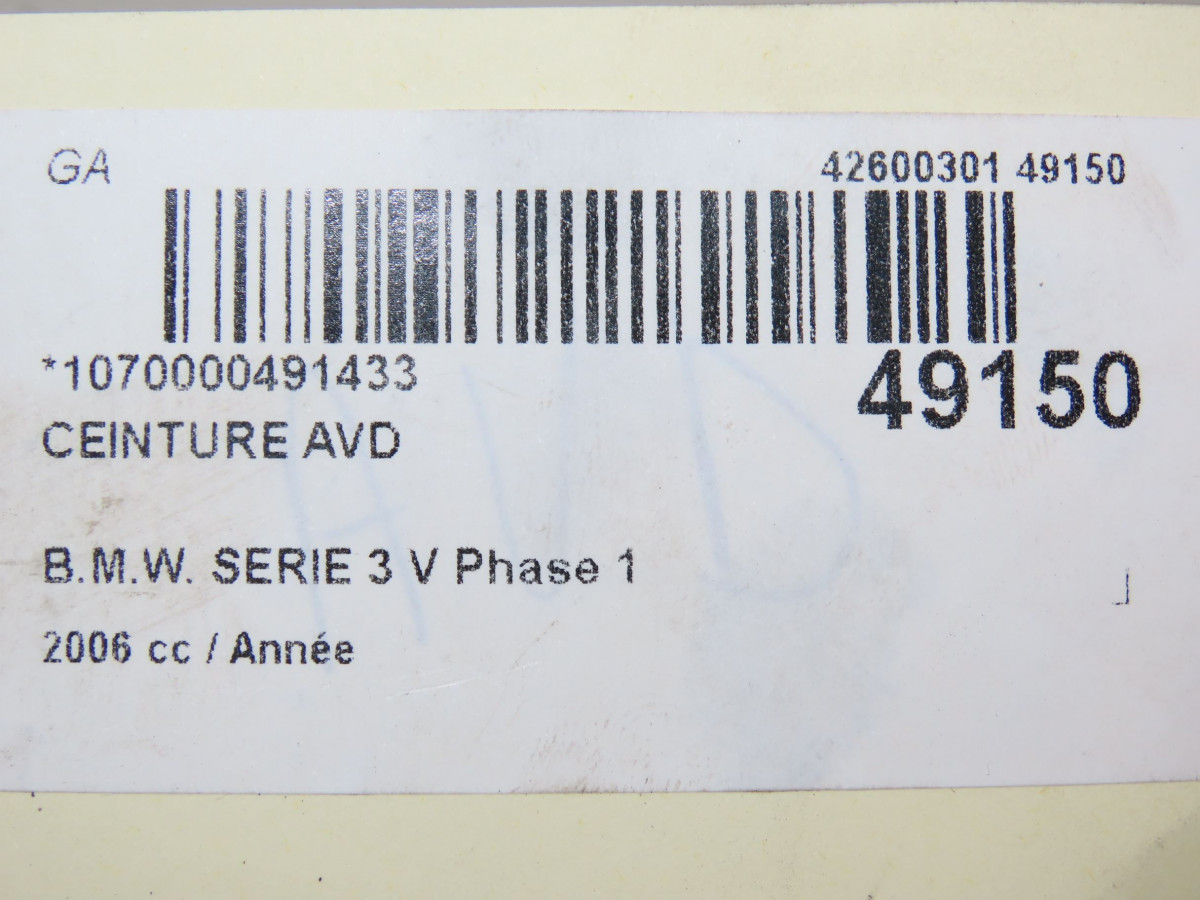 GA
42600301 49150
*1070000491433
49150
CEINTURE AVD
AVD
B.M.W. SERIE 3 V Phase 1
2006 cc / Année